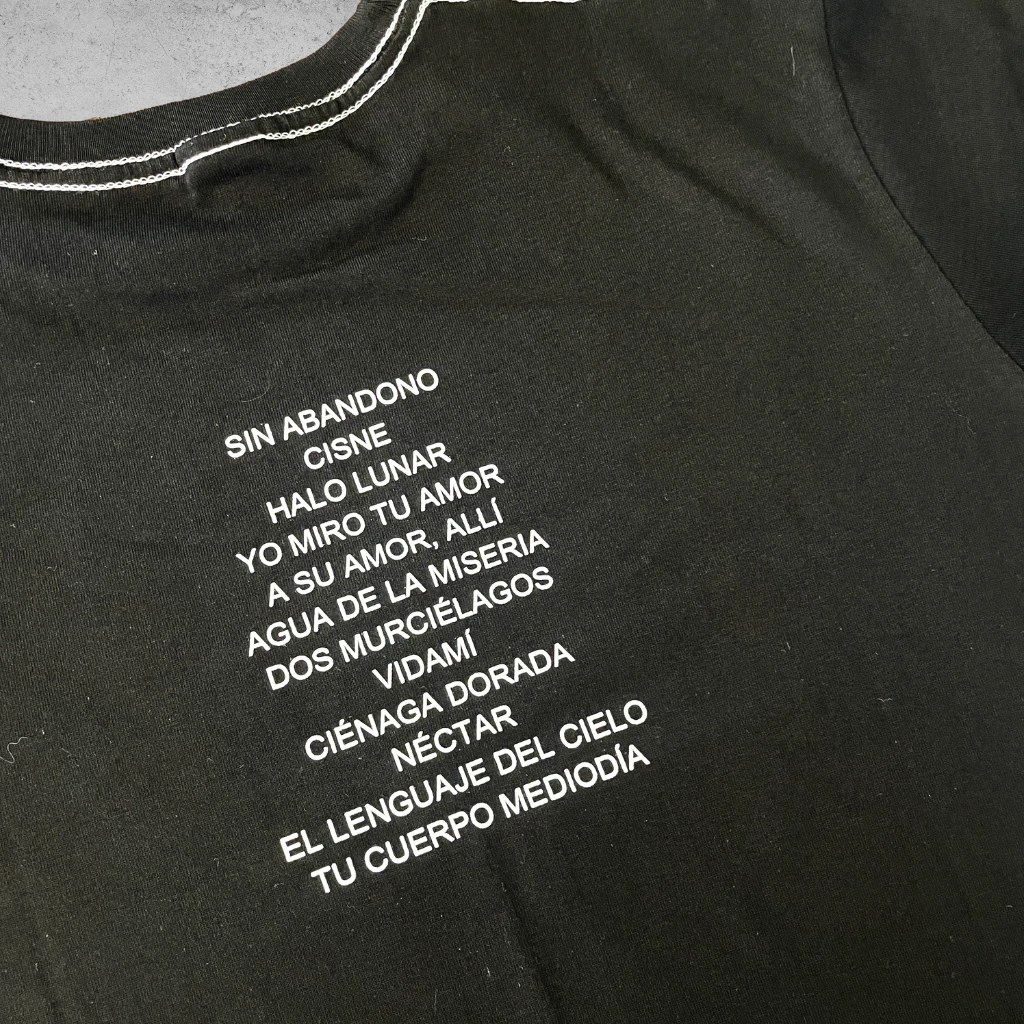 SIN ABANDONO
CISNE
HALO LUNAR
YO MIRO TU AMOR
A SU AMOR, ALLÍ
AGUA DE LA MISERIA
DOS MURCIÉLAGOS
VIDAMÍ
CIÉNAGA DORADA
NÉCTAR
EL LENGUAJE DEL CIELO
TU CUERPO MEDIODÍA